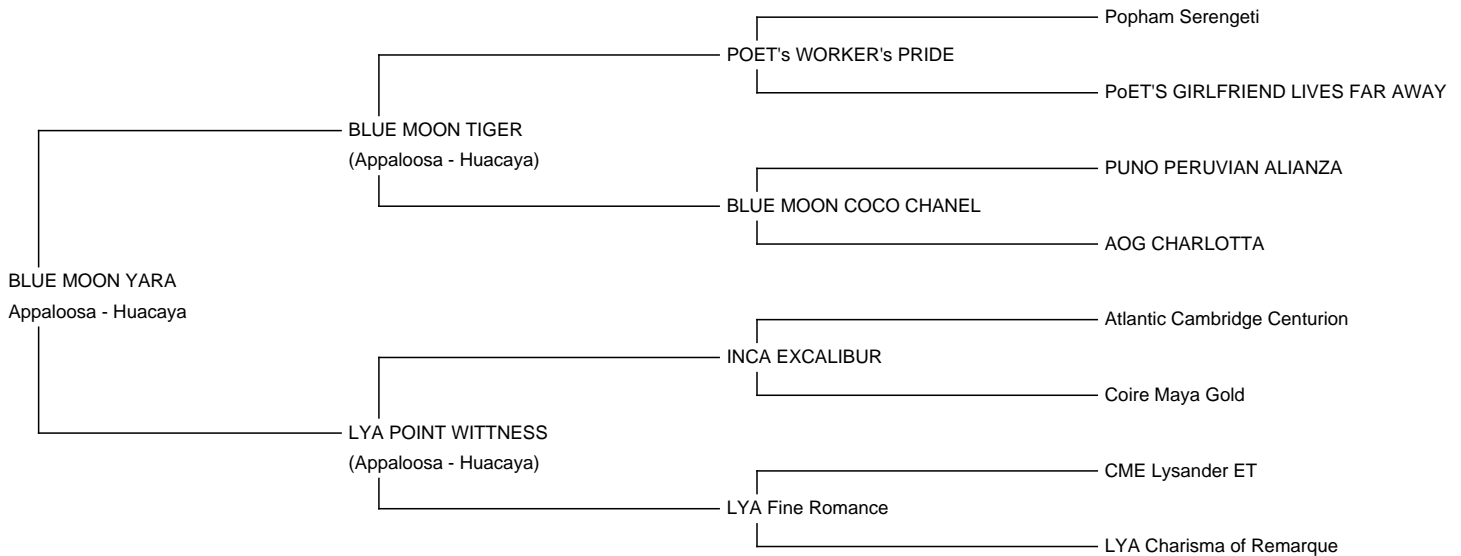 Popham Serengeti
POET's WORKER's PRIDE
PoET'S GIRLFRIEND LIVES FAR AWAY
BLUE MOON TIGER
(Appaloosa - Huacaya)
PUNO PERUVIAN ALIANZA
BLUE MOON COCO CHANEL
AOG CHARLOTTA
BLUE MOON YARA
Appaloosa - Huacaya
Atlantic Cambridge Centurion
INCA EXCALIBUR
Coire Maya Gold
LYA POINT WITTNESS
(Appaloosa - Huacaya)
CME Lysander ET
LYA Fine Romance
LYA Charisma of Remarque